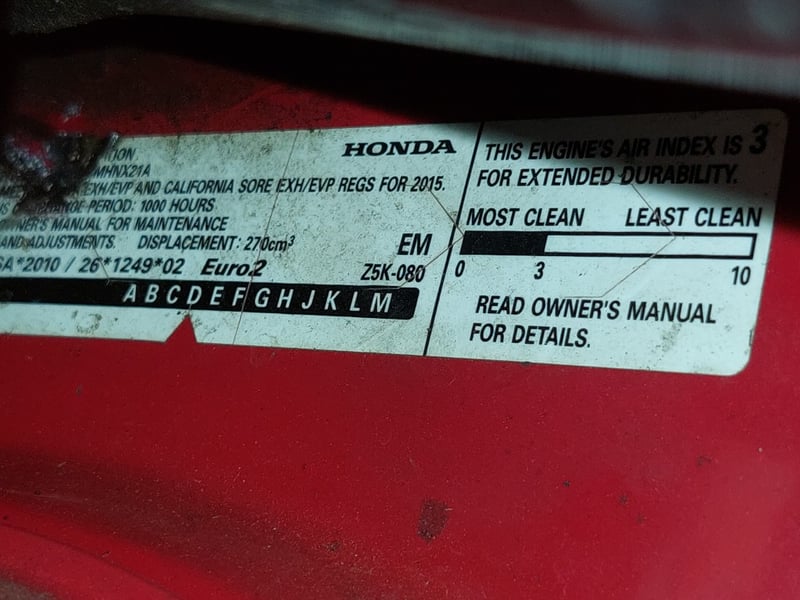 HONDA
MHNX21A
EXH/EVP AND CALIFORNIA SORE EXH/EVP REGS FOR 2015.
PERIOD: 1000 HOURS
OWNER'S MANUAL FOR MAINTENANCE
AND ADJUSTMENTS. DISPLACEMENT: 270cm³
EM
*2010 / 26*1249*02 Euro.2
Z5K-080
A B C D E F G H J K L M
THIS ENGINE'S AIR INDEX IS 3
FOR EXTENDED DURABILITY.
MOST CLEAN LEAST CLEAN
0 3 10
READ OWNER'S MANUAL
FOR DETAILS.